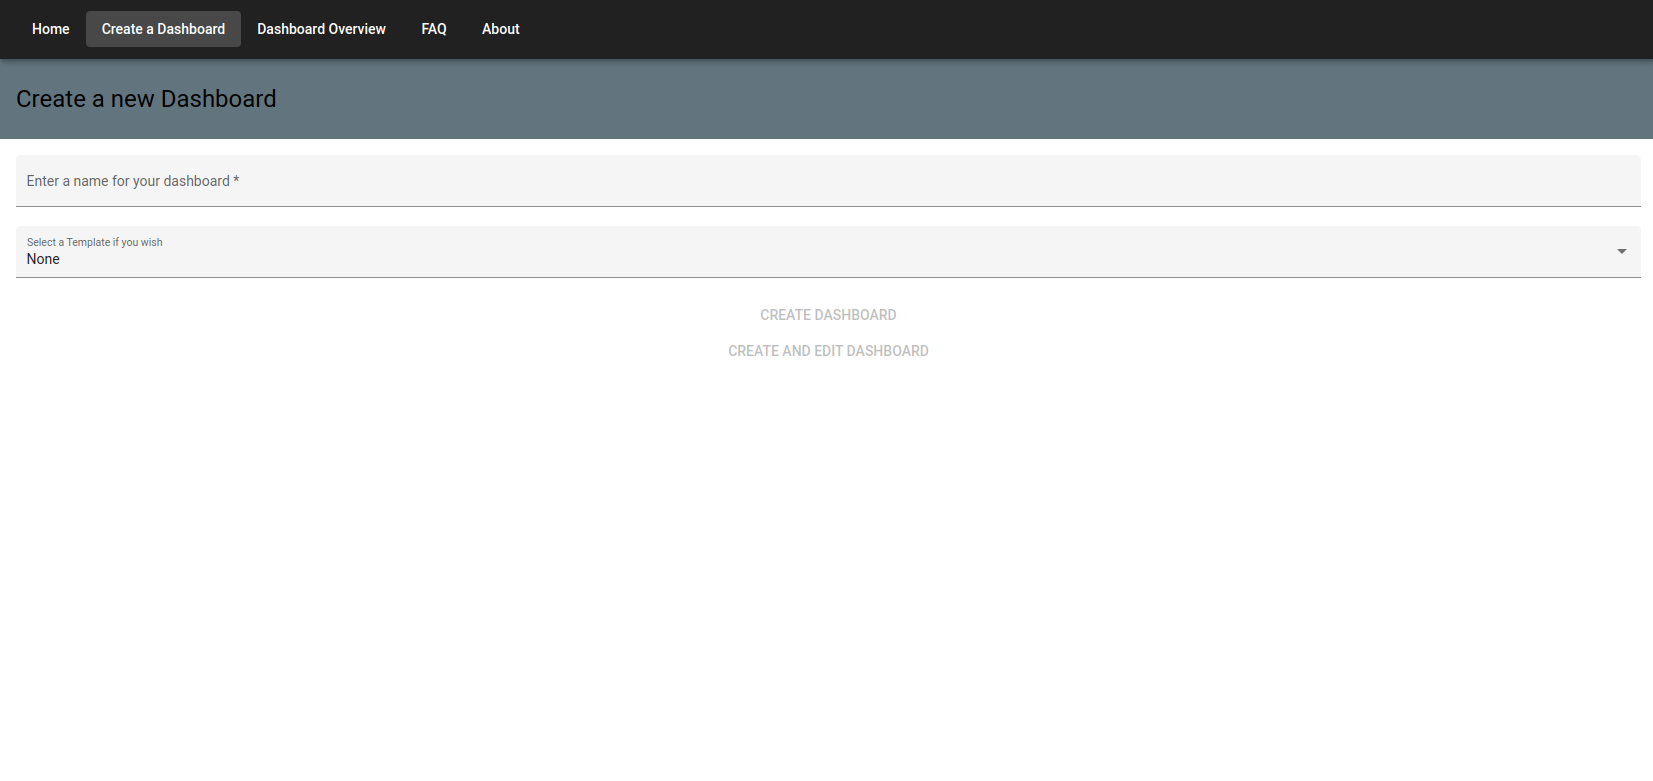 Home Create a Dashboard Dashboard Overview FAQ About
Create a new Dashboard
Enter a name for your dashboard *
Select a Template if you wish
None
CREATE DASHBOARD
CREATE AND EDIT DASHBOARD